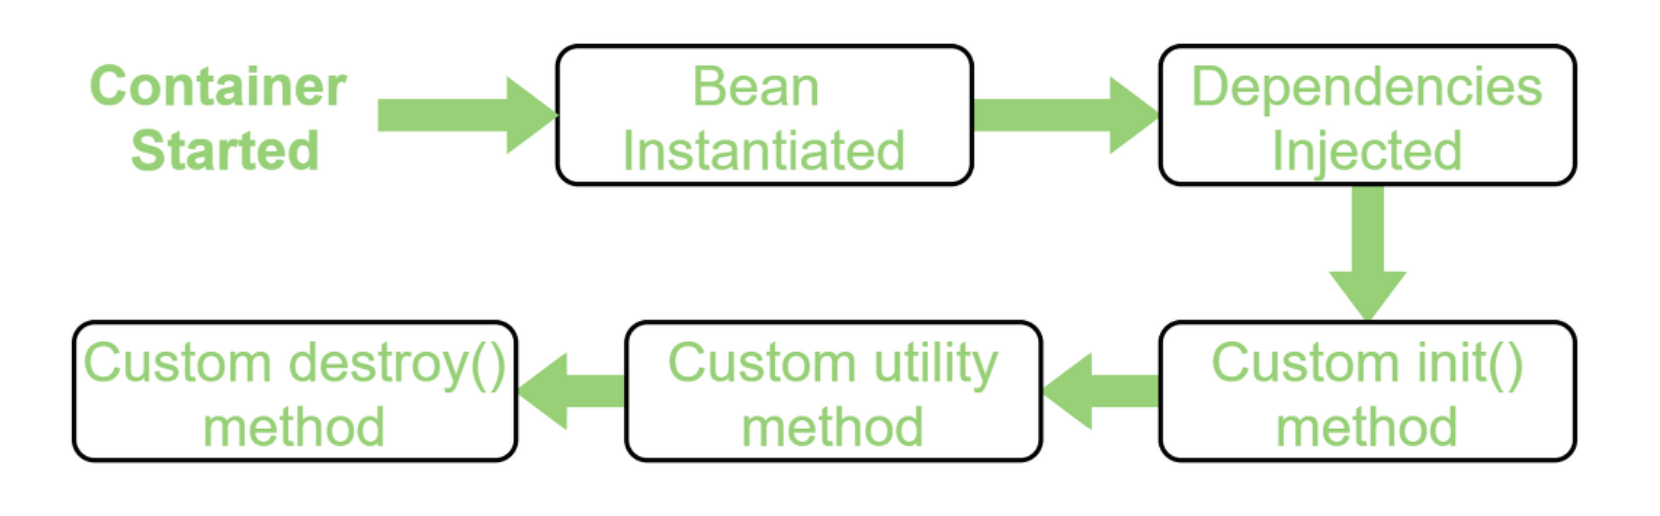 Container
Started
Bean
Instantiated
Dependencies
Injected
Custom init()
method
Custom utility
method
Custom destroy()
method